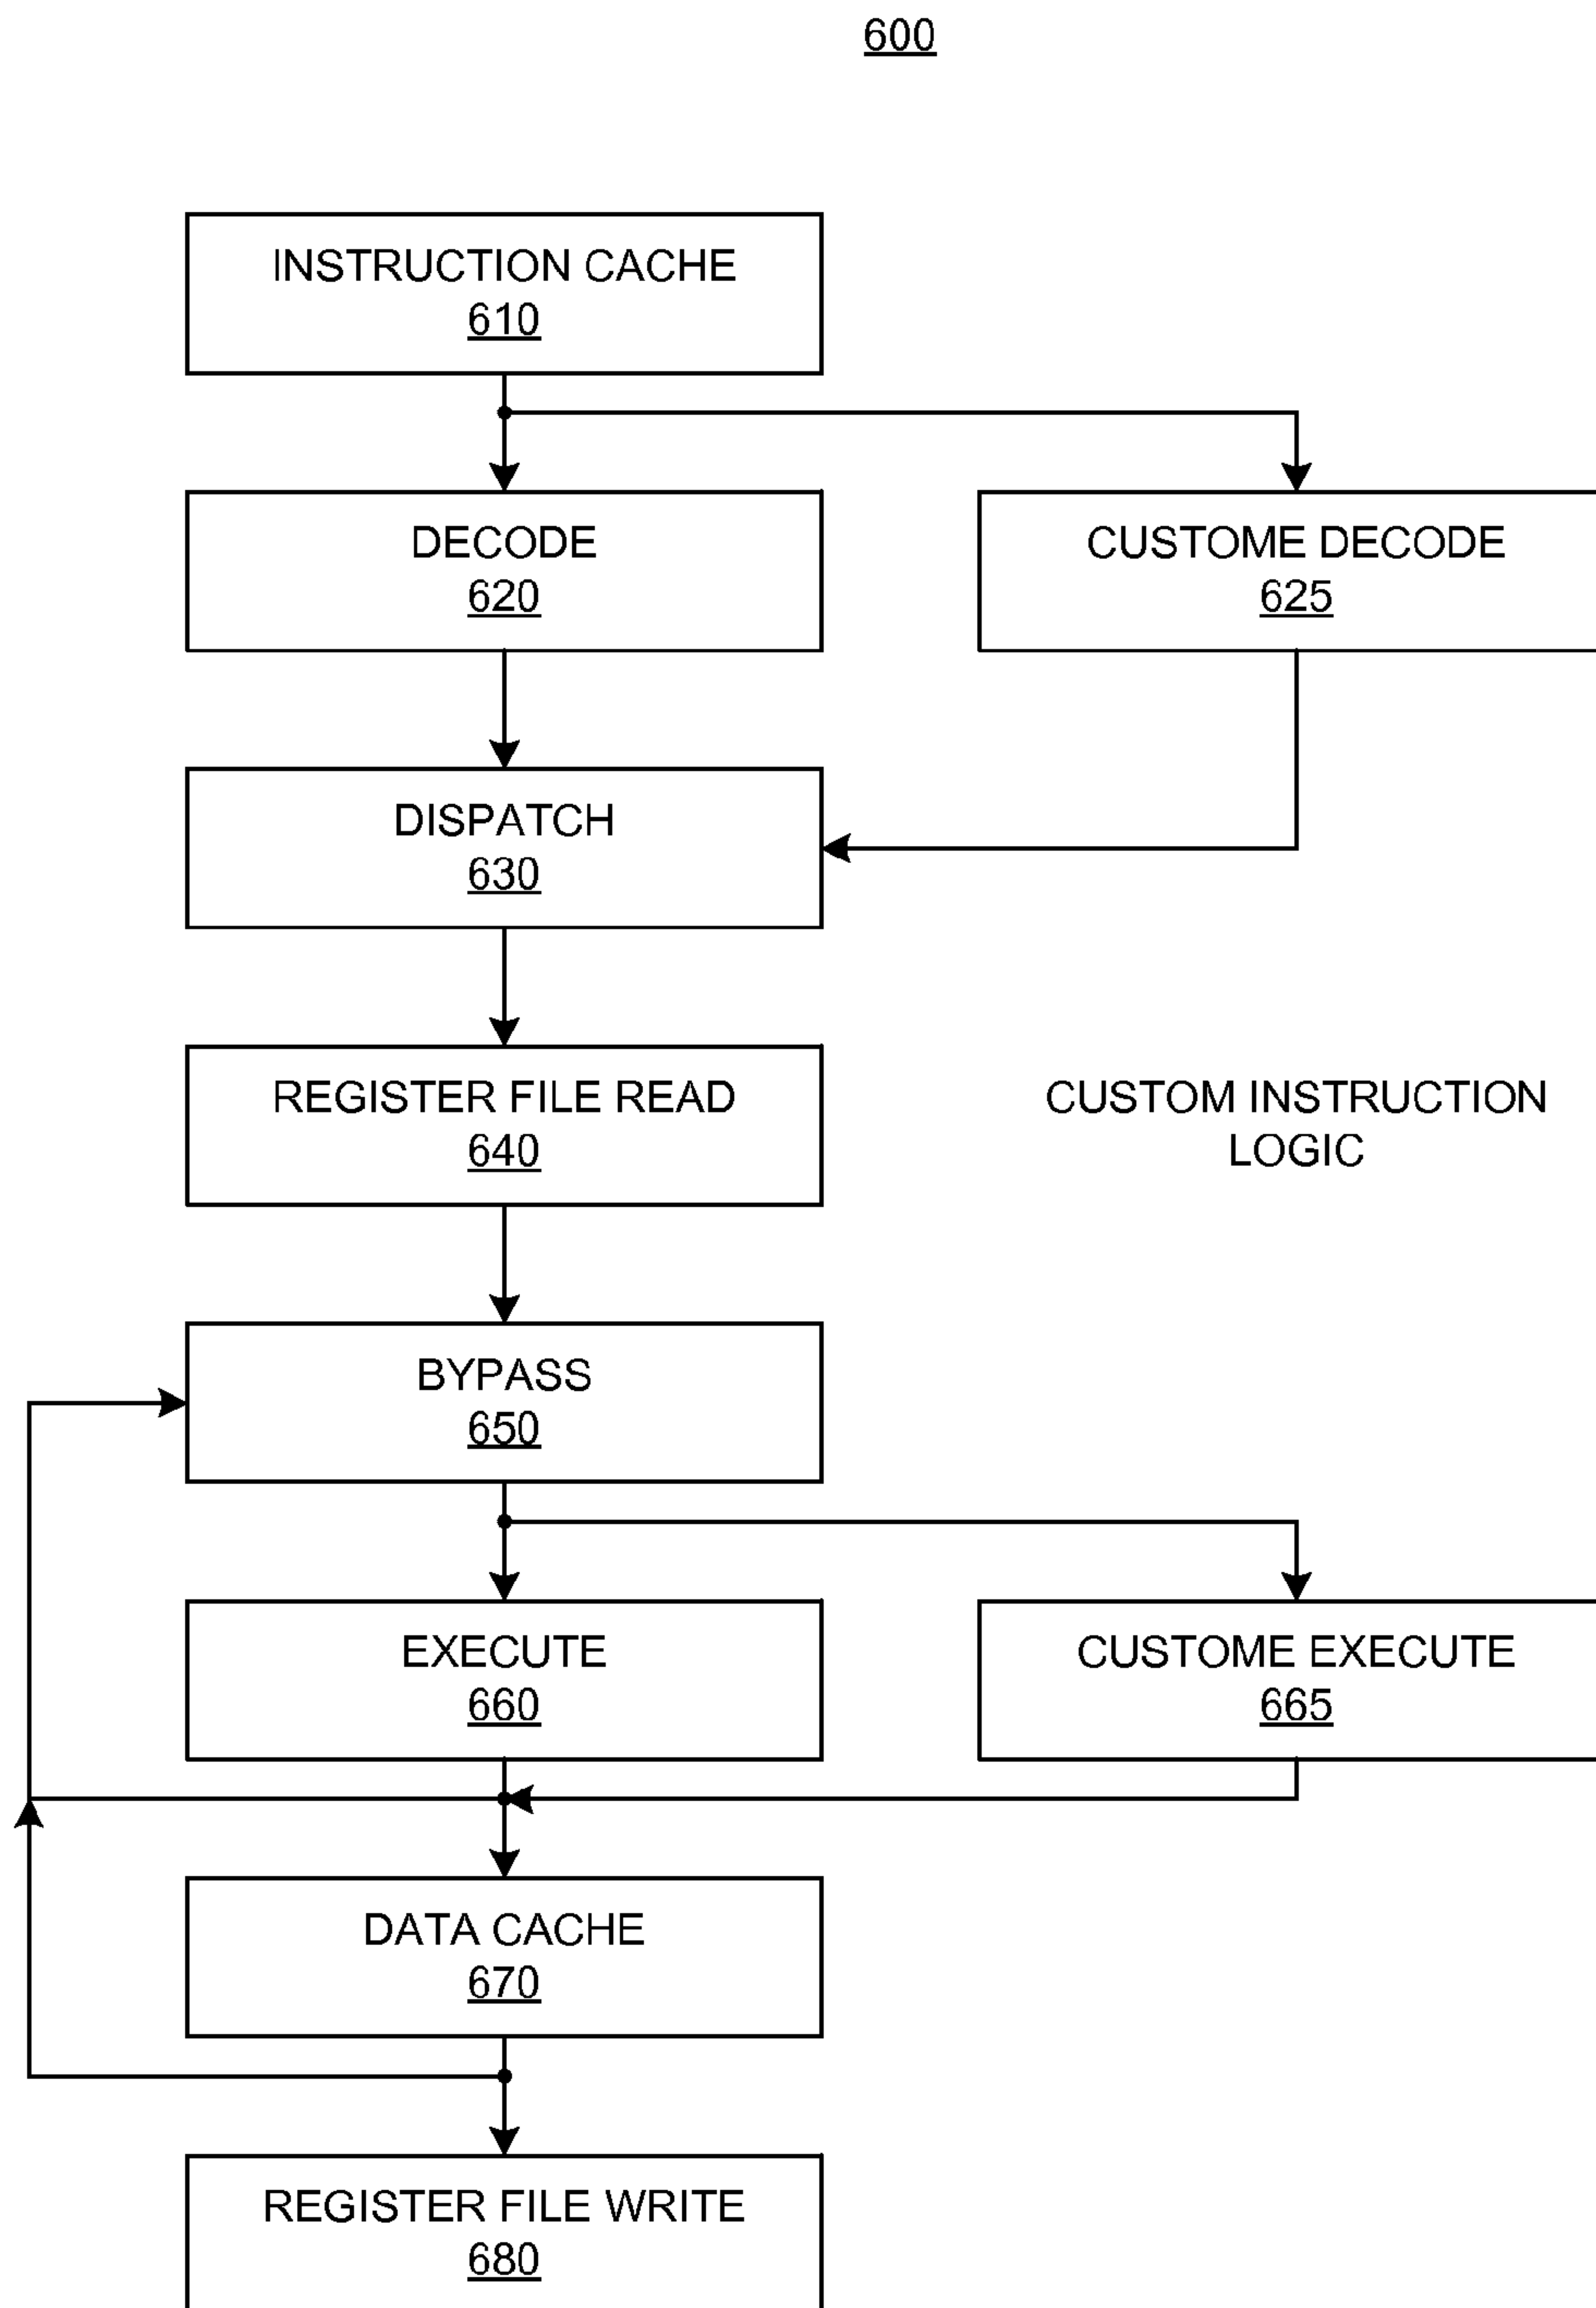 600
INSTRUCTION CACHE
610
DECODE
620
CUSTOME DECODE
625
DISPATCH
630
REGISTER FILE READ
640
CUSTOM INSTRUCTION
LOGIC
BYPASS
650
EXECUTE
660
CUSTOME EXECUTE
665
DATA CACHE
670
REGISTER FILE WRITE
680